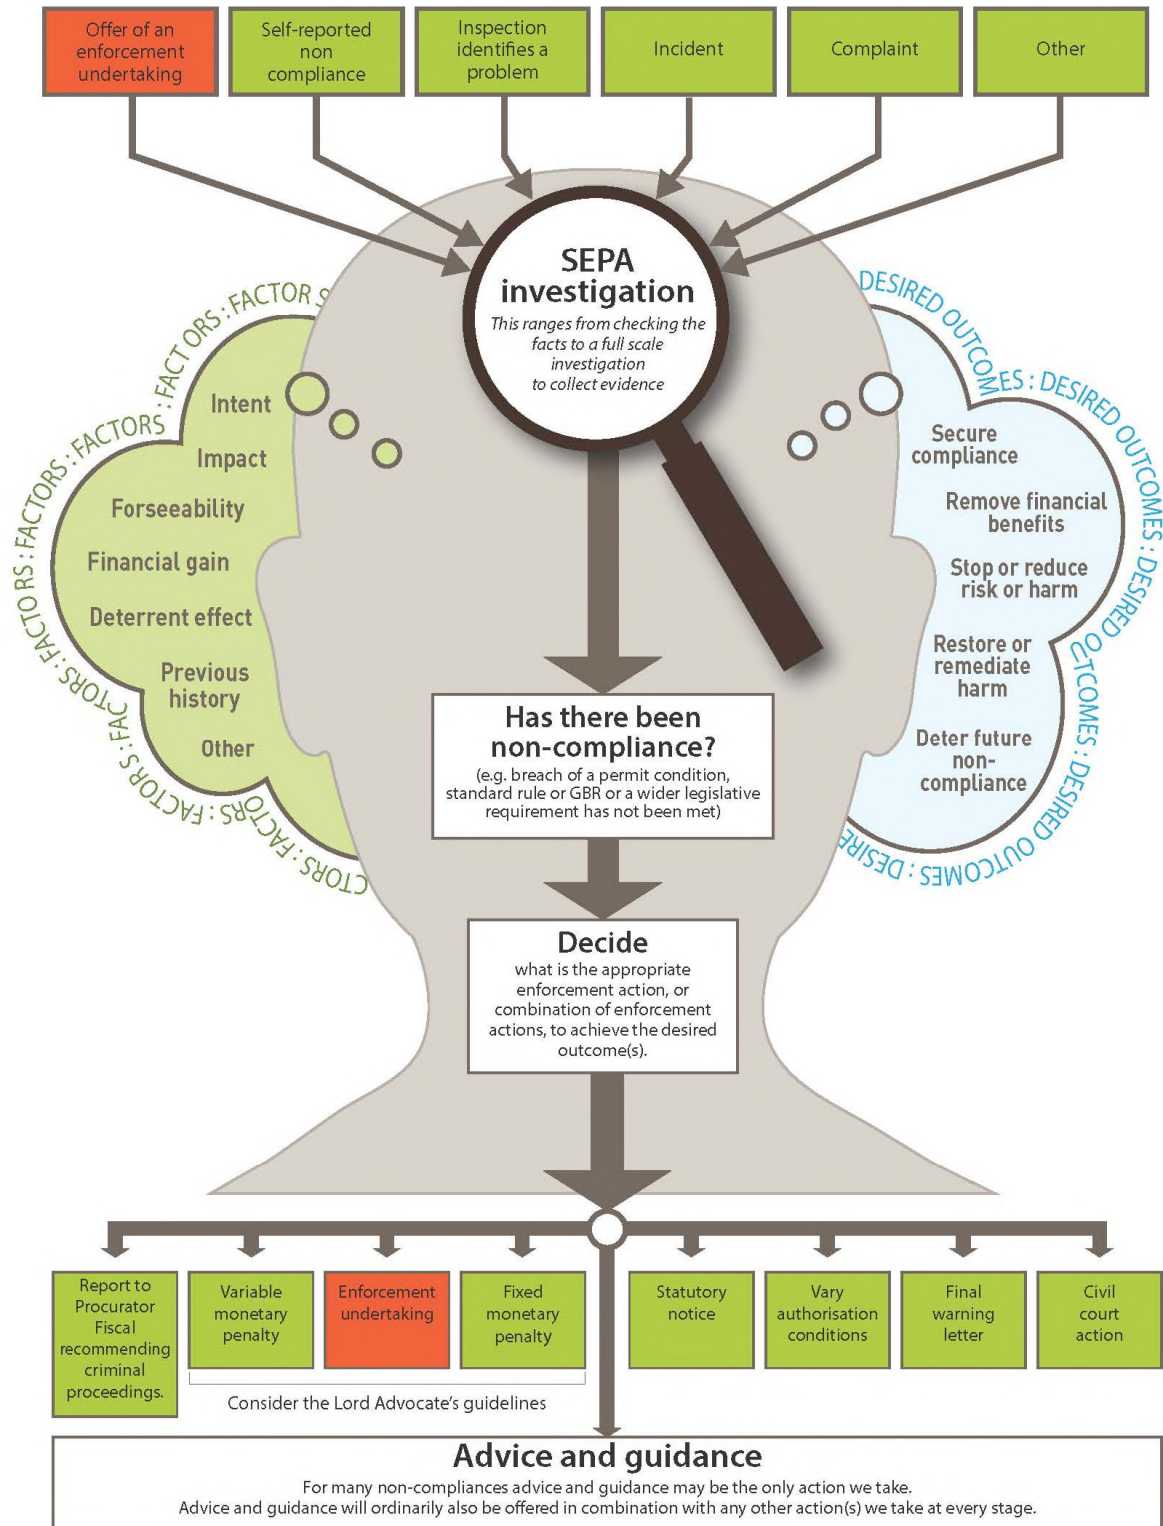 Offer of an
enforcement
undertaking
Self-reported
non
compliance
Inspection
identifies a
problem
Incident
Complaint
Other
SEPA
investigation
This ranges from checking the
facts to a full scale
investigation
to collect evidence
FACTORS : FACTORS : FACTORS : FACTORS : FACTO RS : FACTORS : FACT ORS : FACTOR S
Intent
Impact
Forseeability
Financial gain
Deterrent effect
Previous
history
Other
DESIRED OUTCOMES : DESIRED OUTCOMES : DESIRED OUTCOMES : DESIRED OUTCOMES : DESIRE
Secure
compliance
Remove financial
benefits
Stop or reduce
risk or harm
Restore or
remediate
harm
Deter future
non-
compliance
Has there been
non-compliance?
(e.g. breach of a permit condition,
standard rule or GBR or a wider legislative
requirement has not been met)
Decide
what is the appropriate
enforcement action, or
combination of enforcement
actions, to achieve the desired
outcome(s).
Report to
Procurator
Fiscal
recommending
criminal
proceedings.
Variable
monetary
penalty
Enforcement
undertaking
Fixed
monetary
penalty
Statutory
notice
Vary
authorisation
conditions
Final
warning
letter
Civil
court
action
Consider the Lord Advocate's guidelines
Advice and guidance
For many non-compliances advice and guidance may be the only action we take.
Advice and guidance will ordinarily also be offered in combination with any other action(s) we take at every stage.